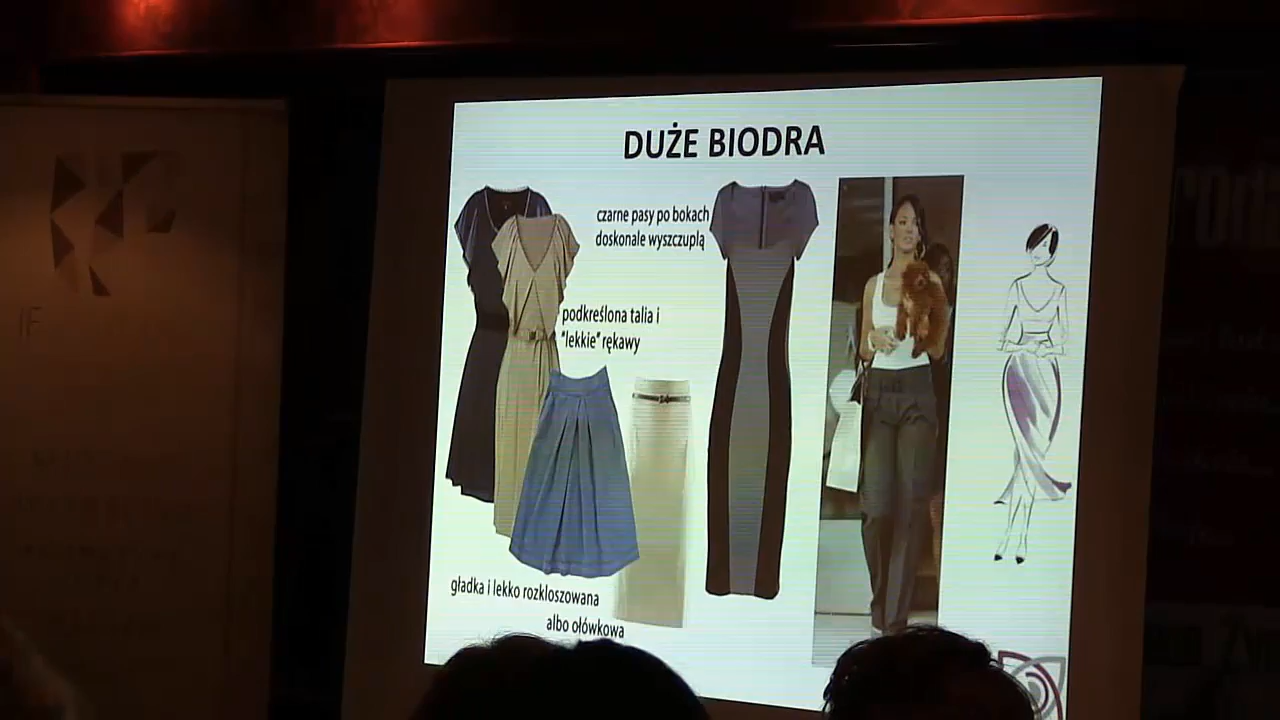 DUŻE BIODRA
czarne pasy po bokach
doskonale wyszczuplą
podkreślona talia i
"lekkie" rękawy
gładka i lekko rozkloszowana
albo ołówkowa